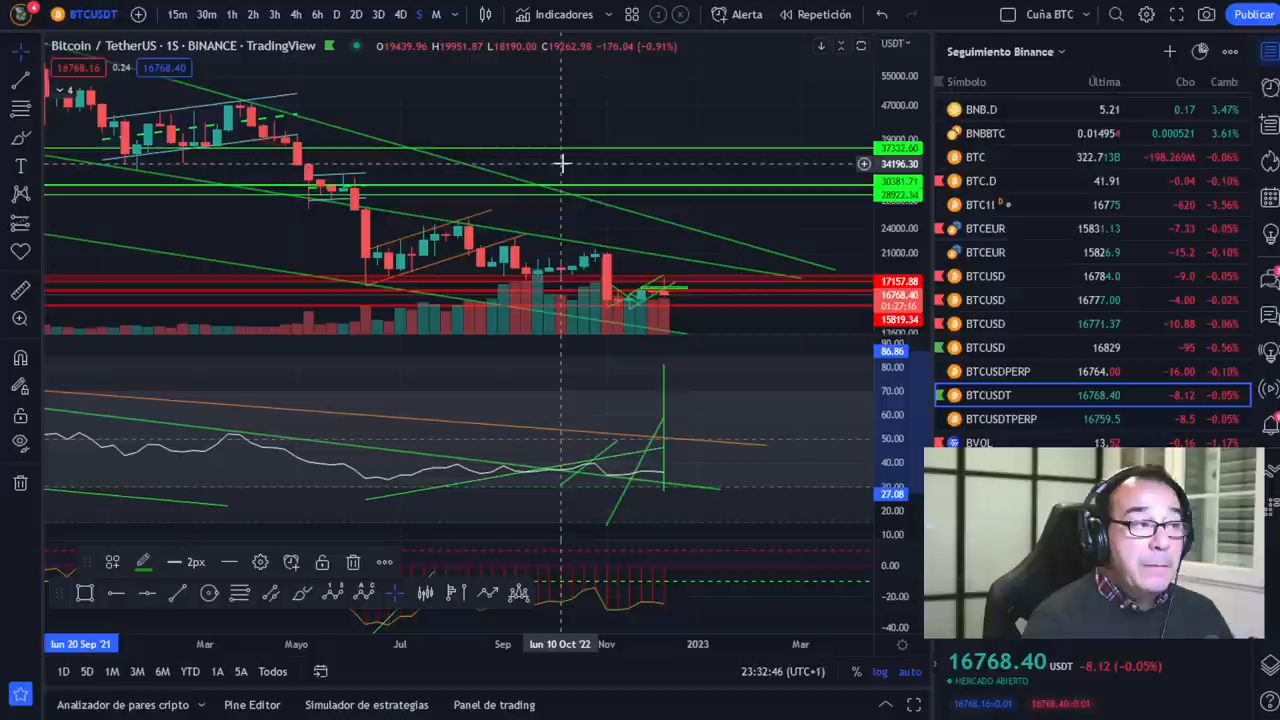 4
BTCUSDT
15m 30m 1h 2h 3h 4h 6h D 2D 3D 4D S M
Indicadores
Alerta
Repetición
Cuña BTC
Publicar
Bitcoin / TetherUS · 1S · BINANCE · TradingView
O19439.96 H19951.87 L18190.00 C19262.98 -176.04 (-0.91%)
USDT
16768.16 0.24 16768.40
4
55000.00
47000.00
39000.00
37332.60
34196.30
30381.71
28922.34
24000.00
21000.00
17157.88
16768.40
01:27:16
15819.34
86.86
80.00
70.00
60.00
50.00
40.00
30.00
27.08
20.00
10.00
0.00
-20.00
-40.00
2px
lun 20 Sep '21 Mar Mayo Jul Sep lun 10 Oct '22 Nov 2023 Mar
1D 5D 1M 3M 6M YTD 1A 5A Todos
23:32:46 (UTC+1)
% log auto
Analizador de pares cripto Pine Editor Simulador de estrategias Panel de trading
Seguimiento Binance
Símbolo Última Cbo Camb
BNB.D 5.21 0.17 3.47%
BNBBTC 0.014954 0.000521 3.61%
BTC 322.713B -198.269M -0.06%
BTC.D 41.91 -0.04 -0.10%
BTC1! D 16775 -620 -3.56%
BTCEUR 15831.13 -7.33 -0.05%
BTCEUR 15826.9 -15.2 -0.10%
BTCUSD 16784.0 -9.0 -0.05%
BTCUSD 16777.00 -4.00 -0.02%
BTCUSD 16771.37 -10.88 -0.06%
BTCUSD 16829 -95 -0.56%
BTCUSDPERP 16764.00 -16.00 -0.10%
BTCUSDT 16768.40 -8.12 -0.05%
BTCUSDTPERP 16759.5 -8.5 -0.05%
BVOL 13.52 -0.16 -1.17%
16768.40 USDT -8.12 (-0.05%)
MERCADO ABIERTO
16768.16×0.01 16768.40×0.01